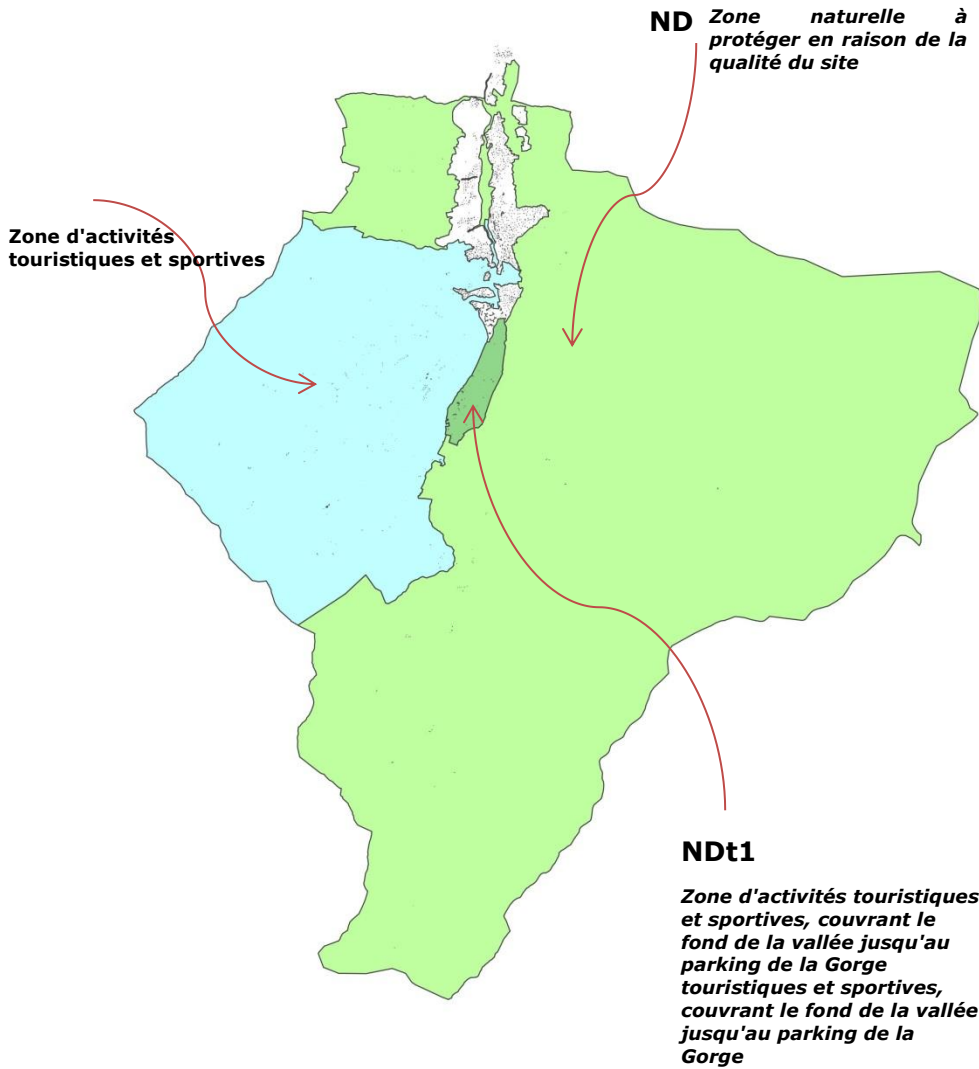 ND
Zone naturelle à
protéger en raison de la
qualité du site
Zone d'activités
touristiques et sportives
NDt1
Zone d'activités touristiques
et sportives, couvrant le
fond de la vallée jusqu'au
parking de la Gorge
touristiques et sportives,
couvrant le fond de la vallée
jusqu'au parking de la
Gorge